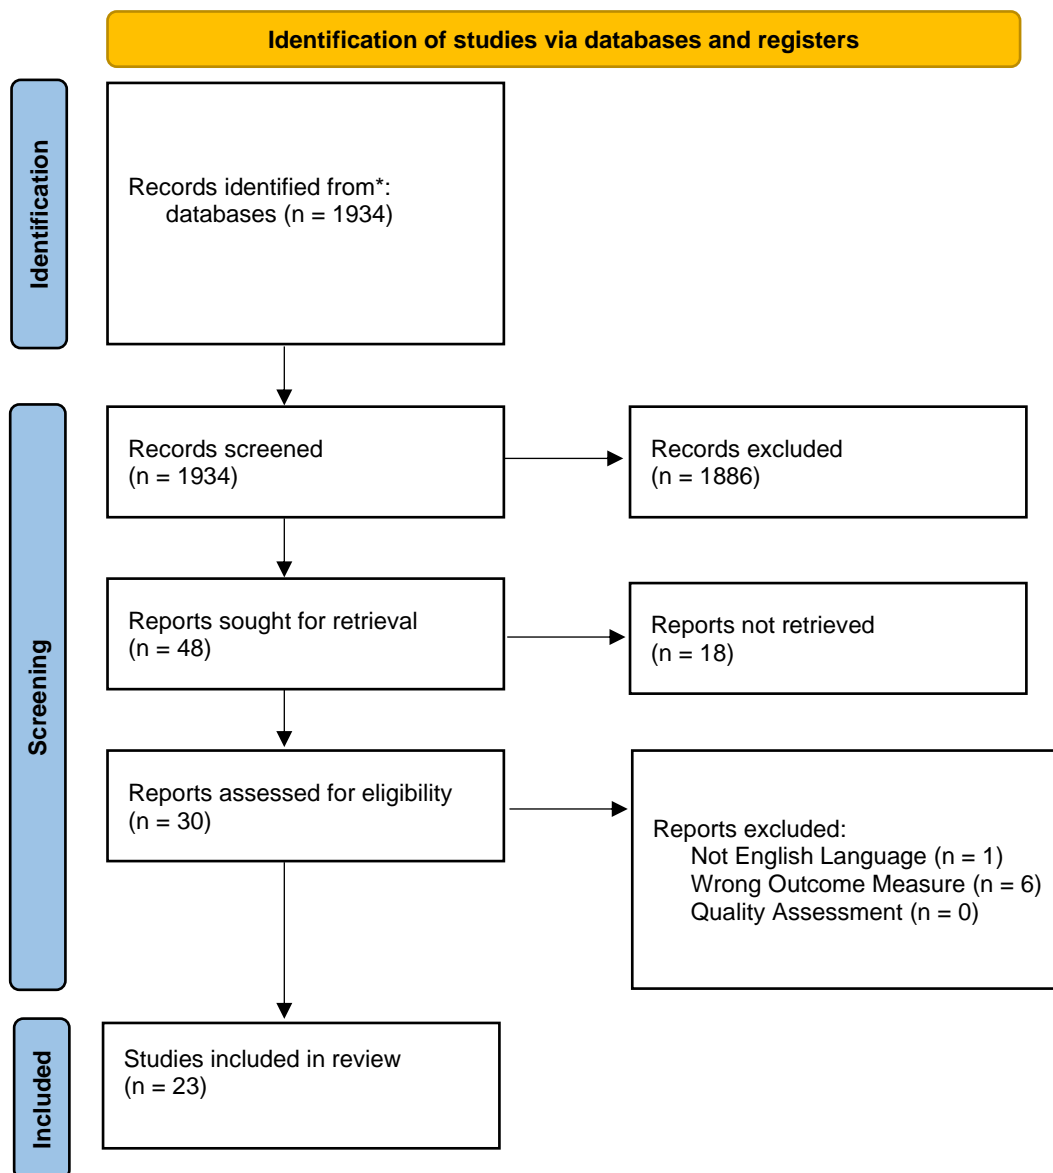 Identification of studies via databases and registers
Identification
Records identified from*:
databases (n = 1934)
Screening
Records screened
(n = 1934)
Records excluded
(n = 1886)
Reports sought for retrieval
(n = 48)
Reports not retrieved
(n = 18)
Reports assessed for eligibility
(n = 30)
Reports excluded:
Not English Language (n = 1)
Wrong Outcome Measure (n = 6)
Quality Assessment (n = 0)
Included
Studies included in review
(n = 23)